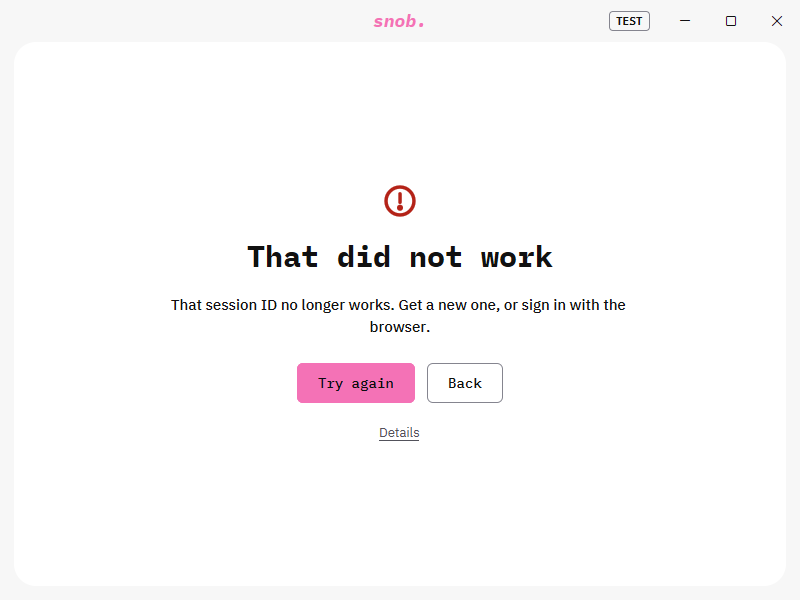 snob.
TEST
That did not work
That session ID no longer works. Get a new one, or sign in with the
browser.
Try again
Back
Details